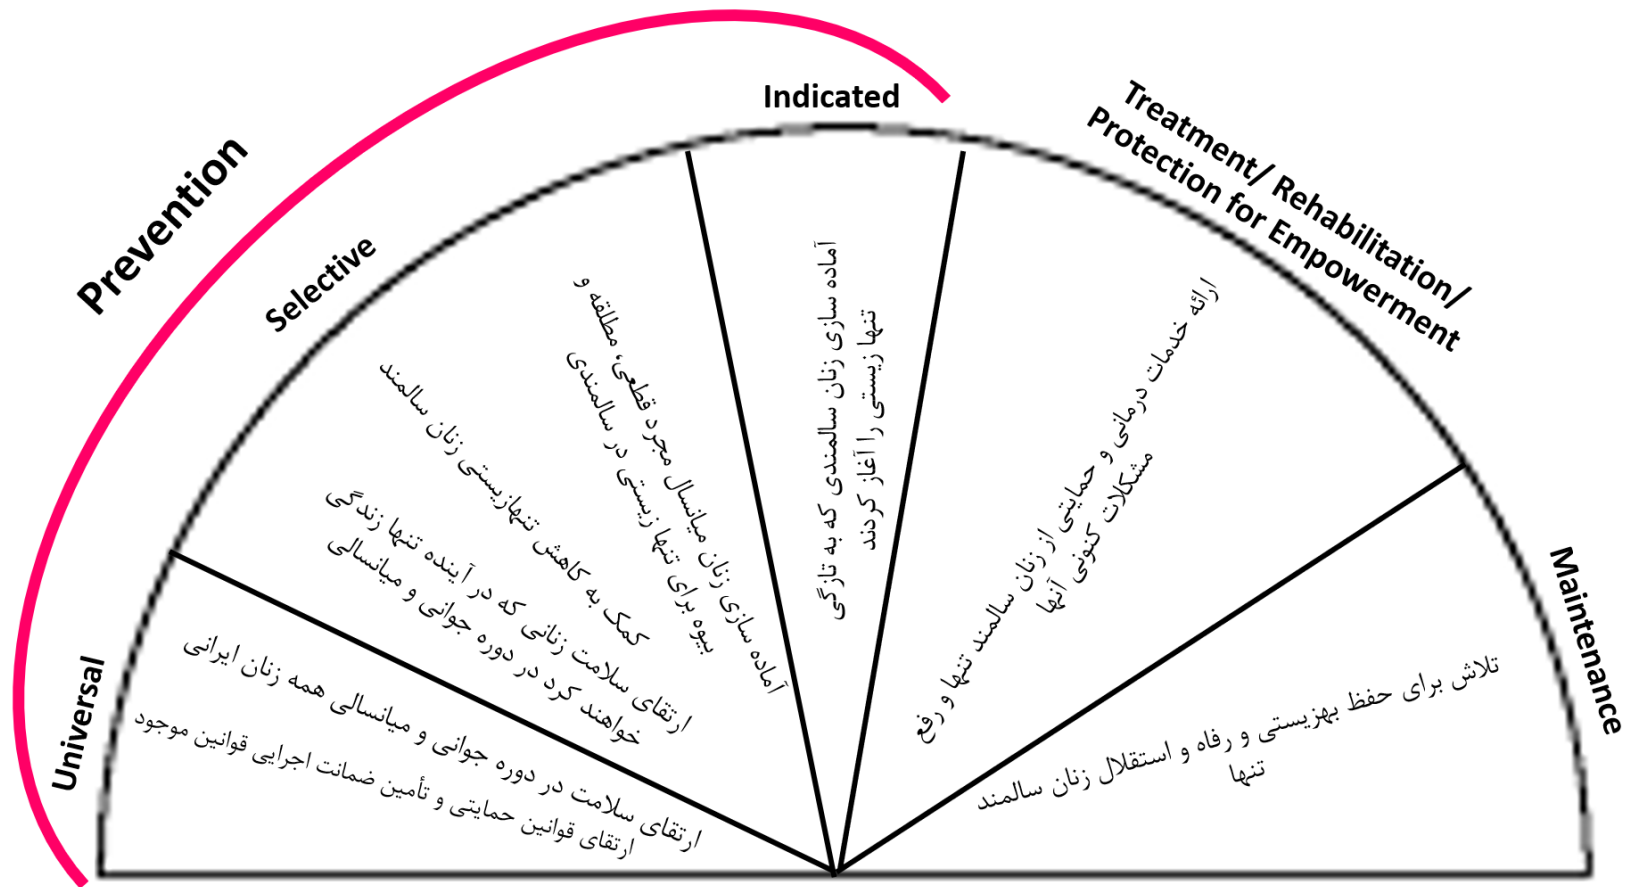 Prevention
Universal
ارتقای سلامت در دوره جوانی و میانسالی همه زنان ایرانی
ارتقای قوانین حمایتی و تأمین ضمانت اجرایی قوانین موجود
Selective
آماده سازی زنان میانسال مجرد قطعی، مطالقه و
بیوه برای تنها زیستی در سالمندی
کمک به کاهش تنهازیستی زنان سالمند
ارتقای سلامت زنانی که در آینده تنها زندگی
خواهند کرد در دوره جوانی و میانسالی
Indicated
آماده سازی زنان سالمندی که به تازگی
تنها زیستی را آغاز کردند
Treatment/ Rehabilitation/
Protection for Empowerment
ارائه خدمات درمانی و حمایتی از زنان سالمند تنها و رفع
مشکلات کنونی آنها
Maintenance
تلاش برای حفظ بهزیستی و رفاه و استقلال زنان سالمند
تنها